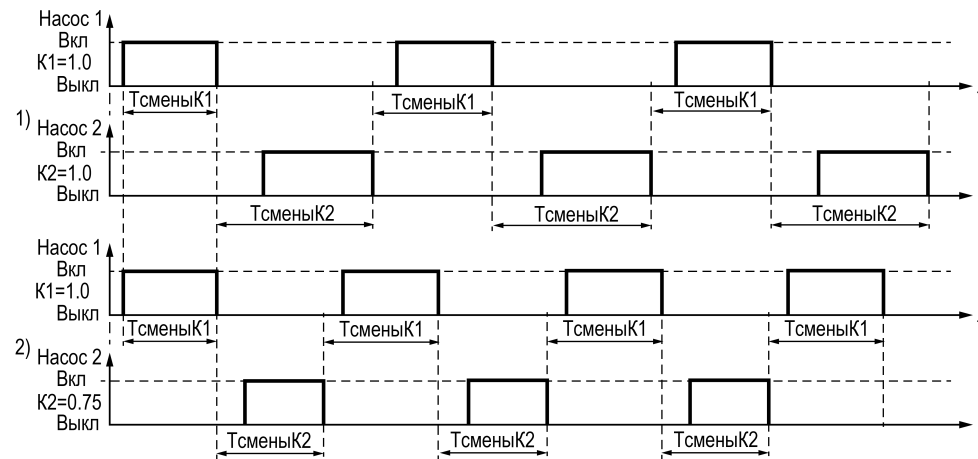 Насос 1
Вкл
К1=1.0
Выкл
ТсменыК1 ТсменыК1 ТсменыК1
1) Насос 2
Вкл
К2=1.0
Выкл
ТсменыК2 ТсменыК2 ТсменыК2
Насос 1
Вкл
К1=1.0
Выкл
ТсменыК1 ТсменыК1 ТсменыК1 ТсменыК1
2) Насос 2
Вкл
К2=0.75
Выкл
ТсменыК2 ТсменыК2 ТсменыК2